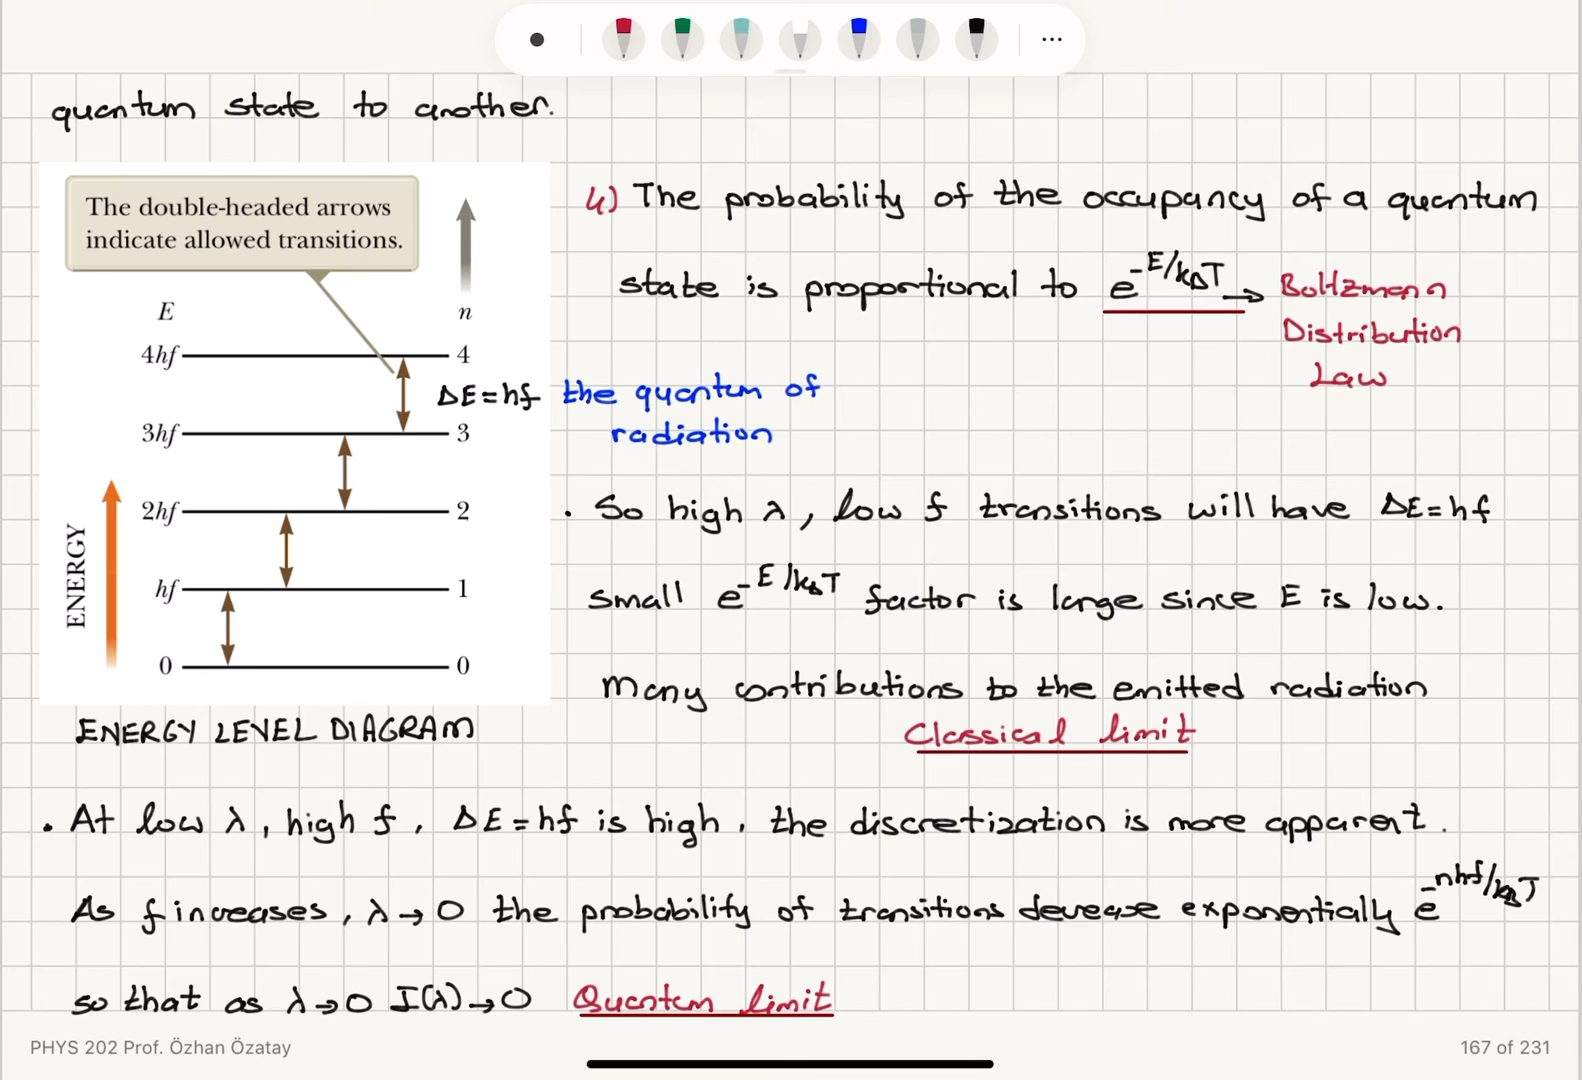 quantum state to another.
The double-headed arrows
indicate allowed transitions.
E
n
4hf
4
3hf
3
2hf
2
hf
1
0
0
ENERGY
ΔE = hf the quantum of
radiation
ENERGY LEVEL DIAGRAM
4) The probability of the occupancy of a quantum
state is proportional to e^{-E/k_BT} → Boltzmann
Distribution
Law
. So high λ, low f transitions will have ΔE = hf
small e^{-E/k_BT} factor is large since E is low.
Many contributions to the emitted radiation
Classical limit
. At low λ, high f, ΔE = hf is high, the discretization is more apparent.
As f increases, λ → 0 the probability of transitions decrease exponentially e^{-nhf/k_BT}
so that as λ → 0 I(λ) → 0 Quantum limit
PHYS 202 Prof. Özhan Özatay
167 of 231